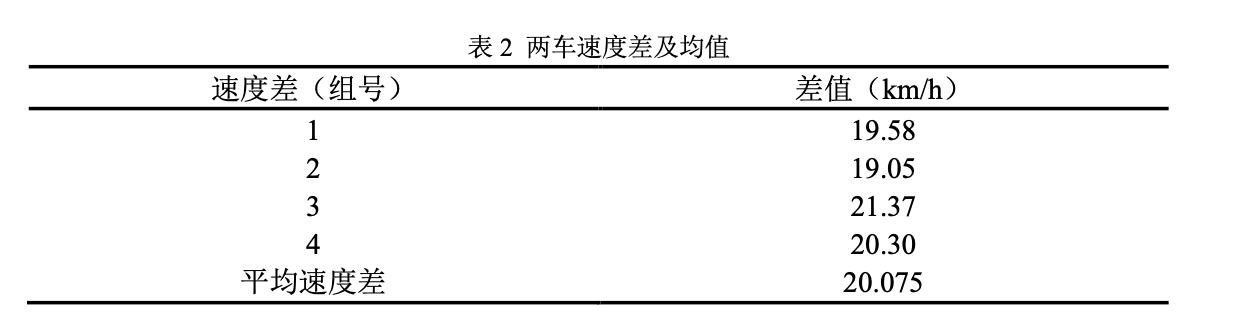 表 2 两车速度差及均值
速度差（组号） 差值（km/h）
1 19.58
2 19.05
3 21.37
4 20.30
平均速度差 20.075